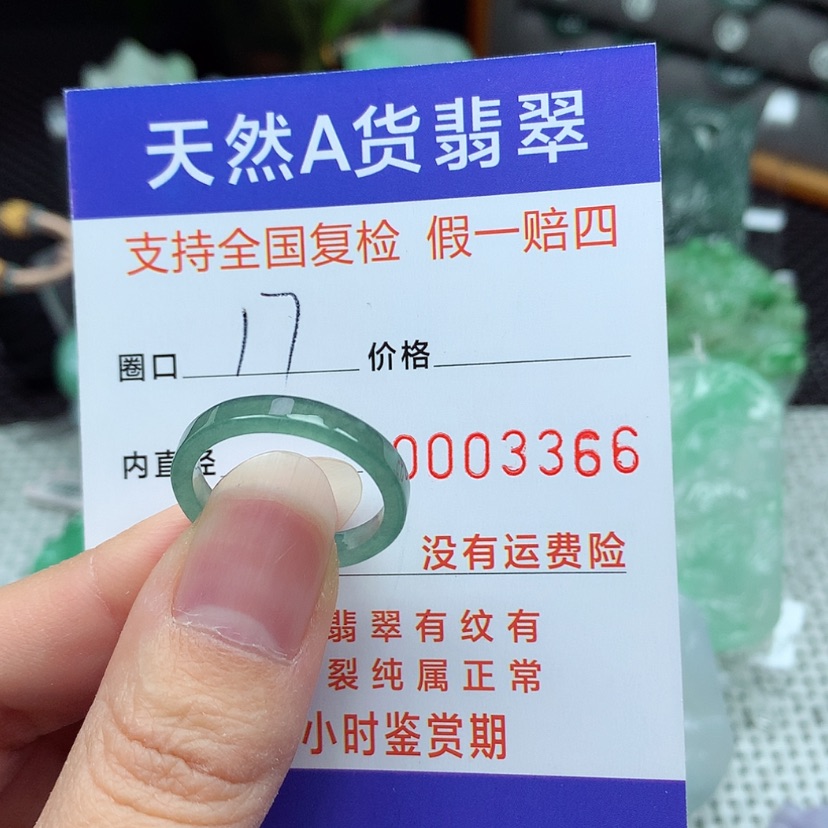 天然A货翡翠
支持全国复检 假一赔四
圈口 17 价格
内直径 0003366
没有运费险
翡翠有纹有
裂纯属正常
小时鉴赏期